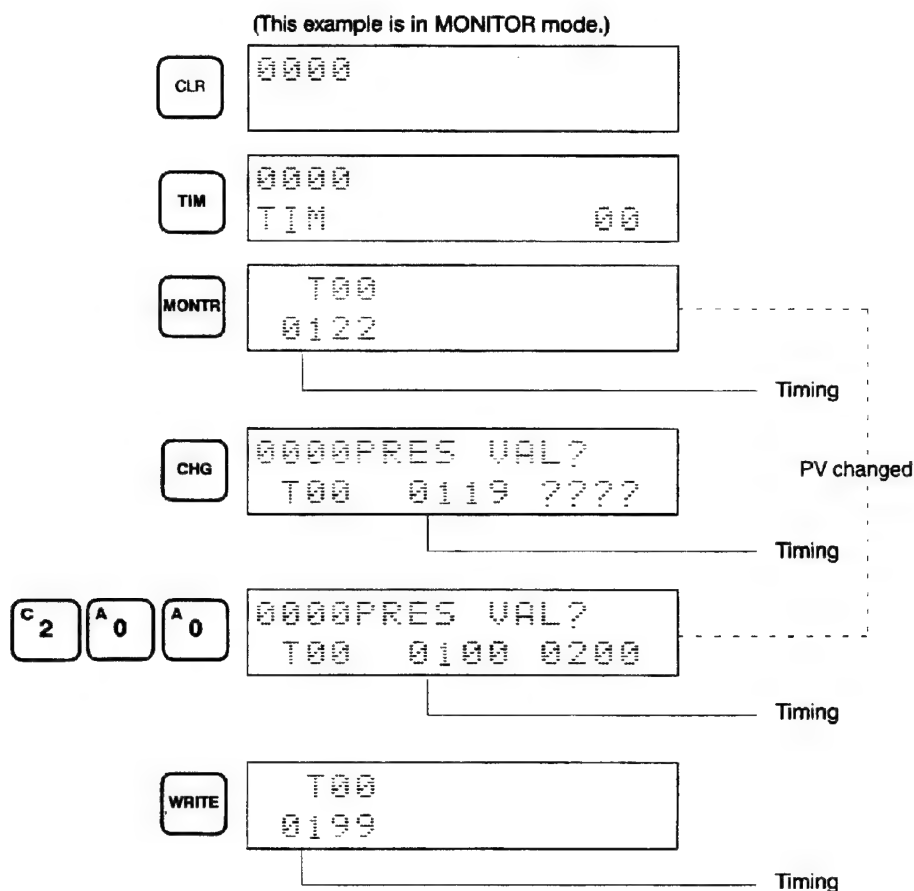 (This example is in MONITOR mode.)
CLR
0000
TIM
0000
TIM 00
MONTR
T00
0122
Timing
CHG
0000PRES VAL?
T00 0119 ????
PV changed
Timing
C 2 A 0 A 0
0000PRES VAL?
T00 0100 0200
Timing
WRITE
T00
0199
Timing